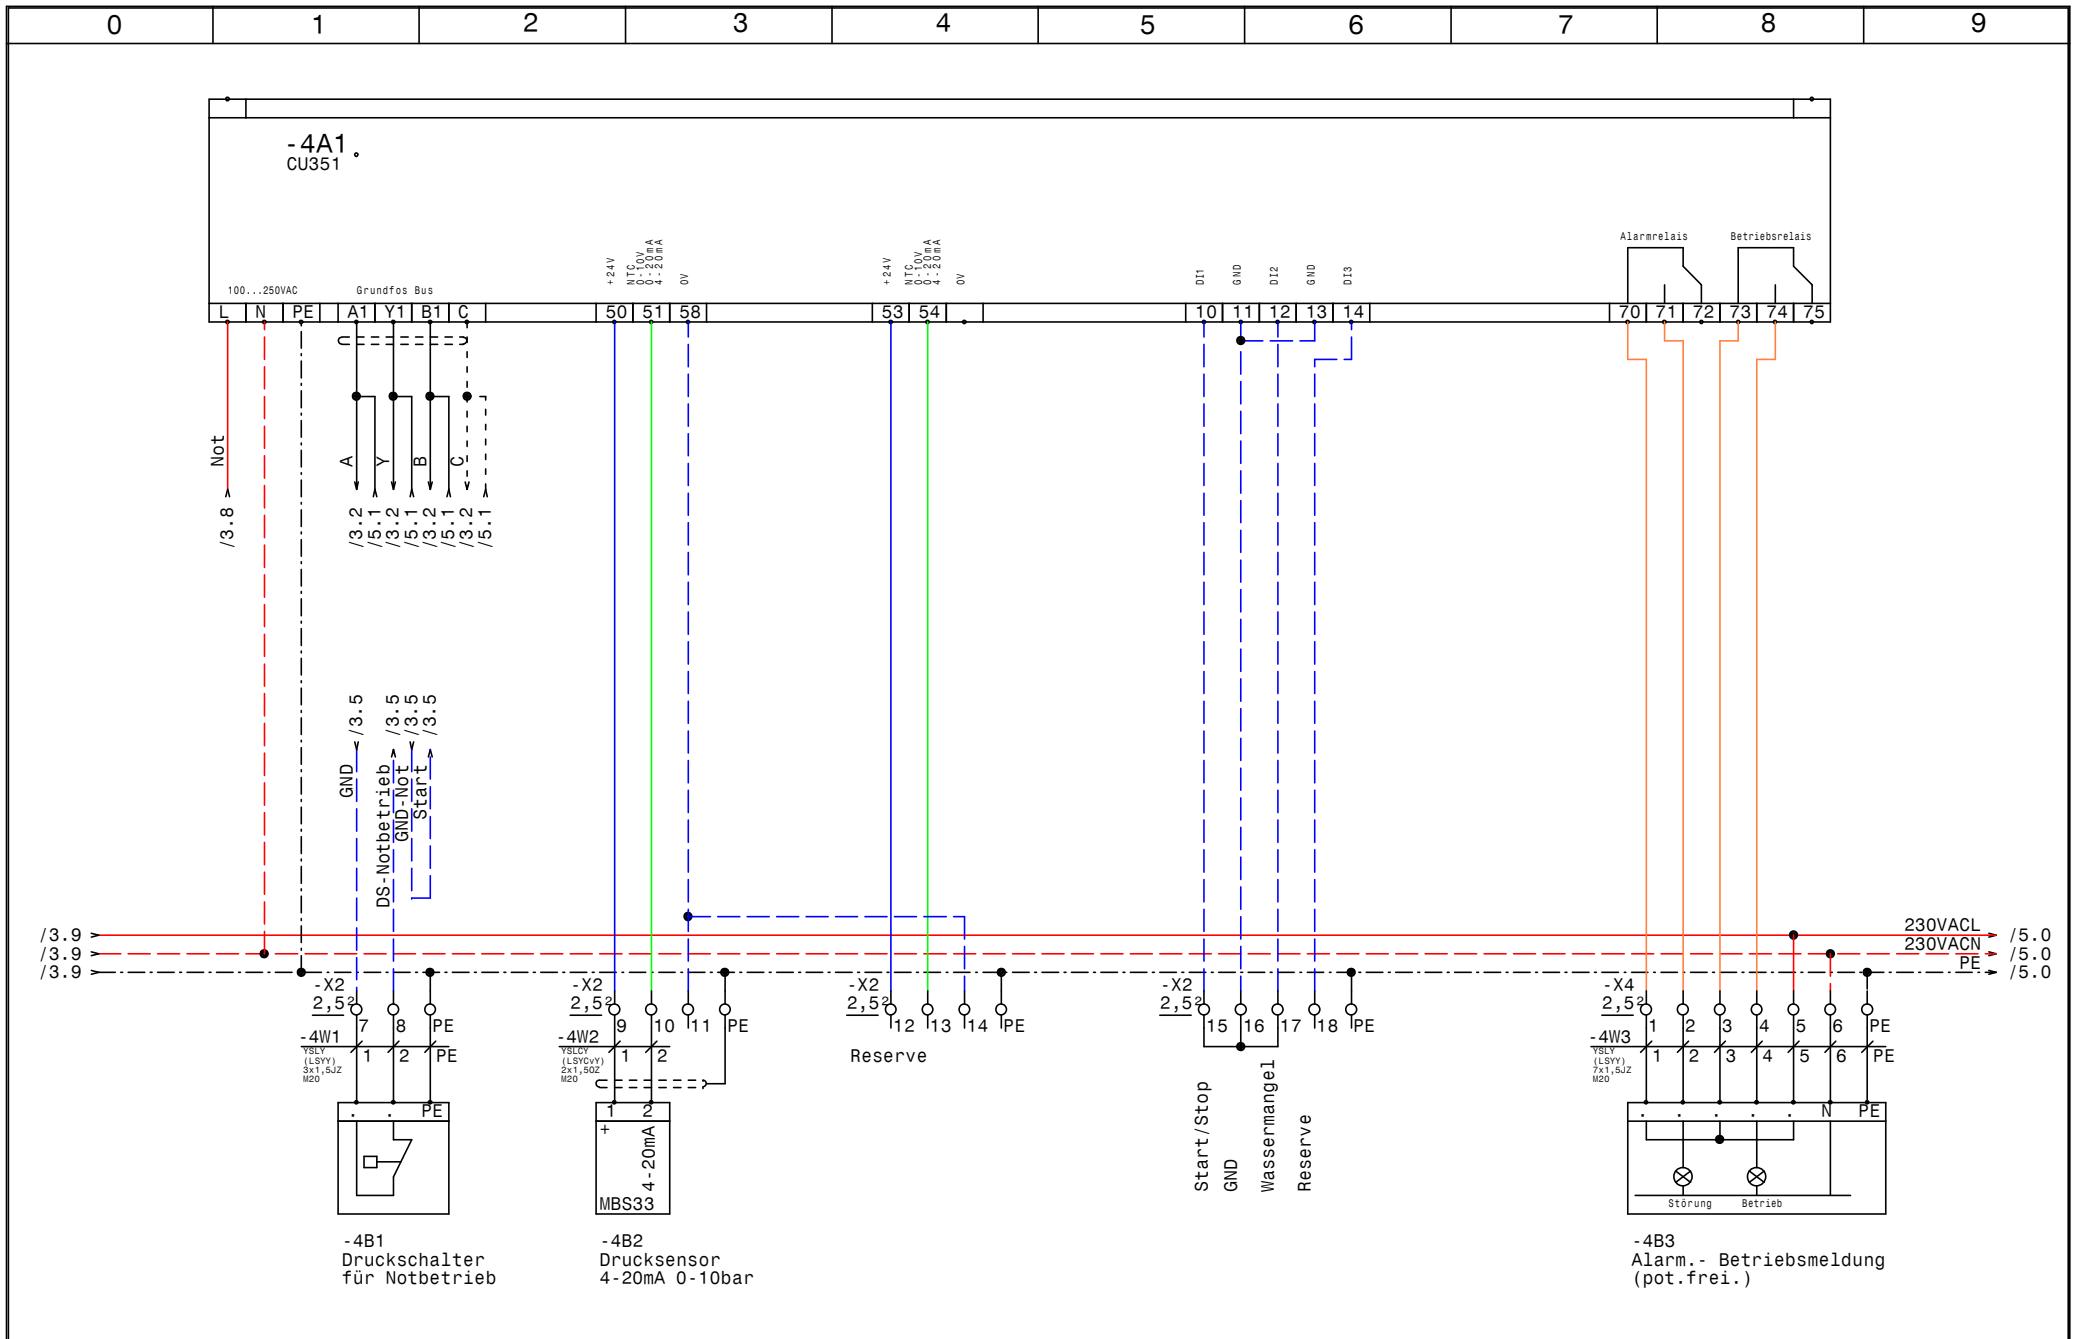 0 1 2 3 4 5 6 7 8 9
-4A1
CU351
Alarmrelais Betriebsrelais
+24V
NTC
0-10V
0-20mA
4-20mA
0V
+24V
NTC
0-10V
0-20mA
4-20mA
0V
DI1
GND
DI2
GND
DI3
100...250VAC Grundfos Bus
L N PE A1 Y1 B1 C 50 51 58 53 54 10 11 12 13 14 70 71 72 73 74 75
Not
A
Y
B
C
/3.8
/3.2
/5.1
/3.2
/5.1
/3.2
/5.1
/3.2
/5.1
/3.5
/3.5
/3.5
/3.5
GND
DS-Notbetrieb
GND-Not
Start
/3.9 230VACL /5.0
/3.9 230VACN /5.0
/3.9 PE /5.0
-X2 -X2 -X2 -X2 -X4
2,5² 2,5² 2,5² 2,5² 2,5²
7 8 PE 9 10 11 PE 12 13 14 PE 15 16 17 18 PE 1 2 3 4 5 6 PE
-4W1
YSLY
(LSYY)
3x1,5JZ
M20
1 2 PE
-4W2
YSLCY
(LSYCvY)
2x1,5OZ
M20
1 2
Reserve
-4W3
YSLY
(LSYY)
7x1,5JZ
M20
1 2 3 4 5 6 PE
. . PE
1 2
+
4-20mA
MBS33
Start/Stop
GND
Wassermangel
Reserve
. . . . . N PE
Störung Betrieb
-4B1
Druckschalter
für Notbetrieb
-4B2
Drucksensor
4-20mA 0-10bar
-4B3
Alarm.- Betriebsmeldung
(pot.frei.)